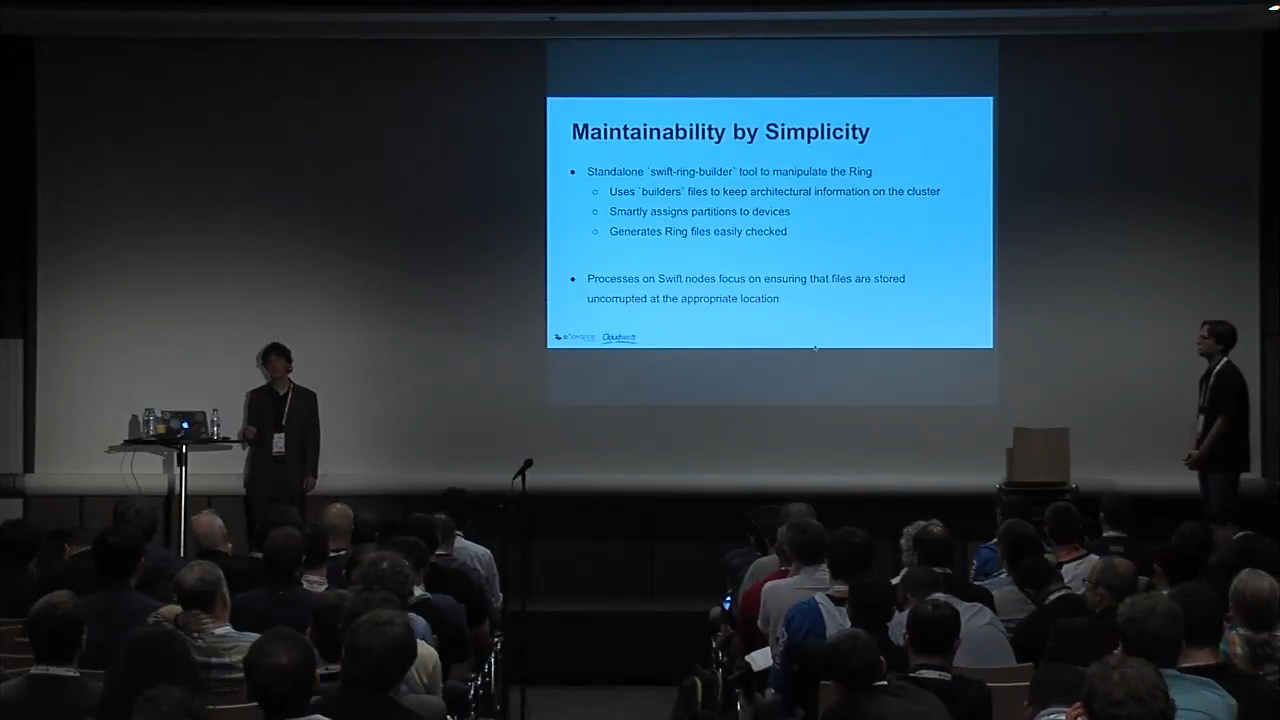 Maintainability by Simplicity
● Standalone `swift-ring-builder` tool to manipulate the Ring
○ Uses `builders` files to keep architectural information on the cluster
○ Smartly assigns partitions to devices
○ Generates Ring files easily checked
● Processes on Swift nodes focus on ensuring that files are stored
uncorrupted at the appropriate location
eNovance Cloudwatt